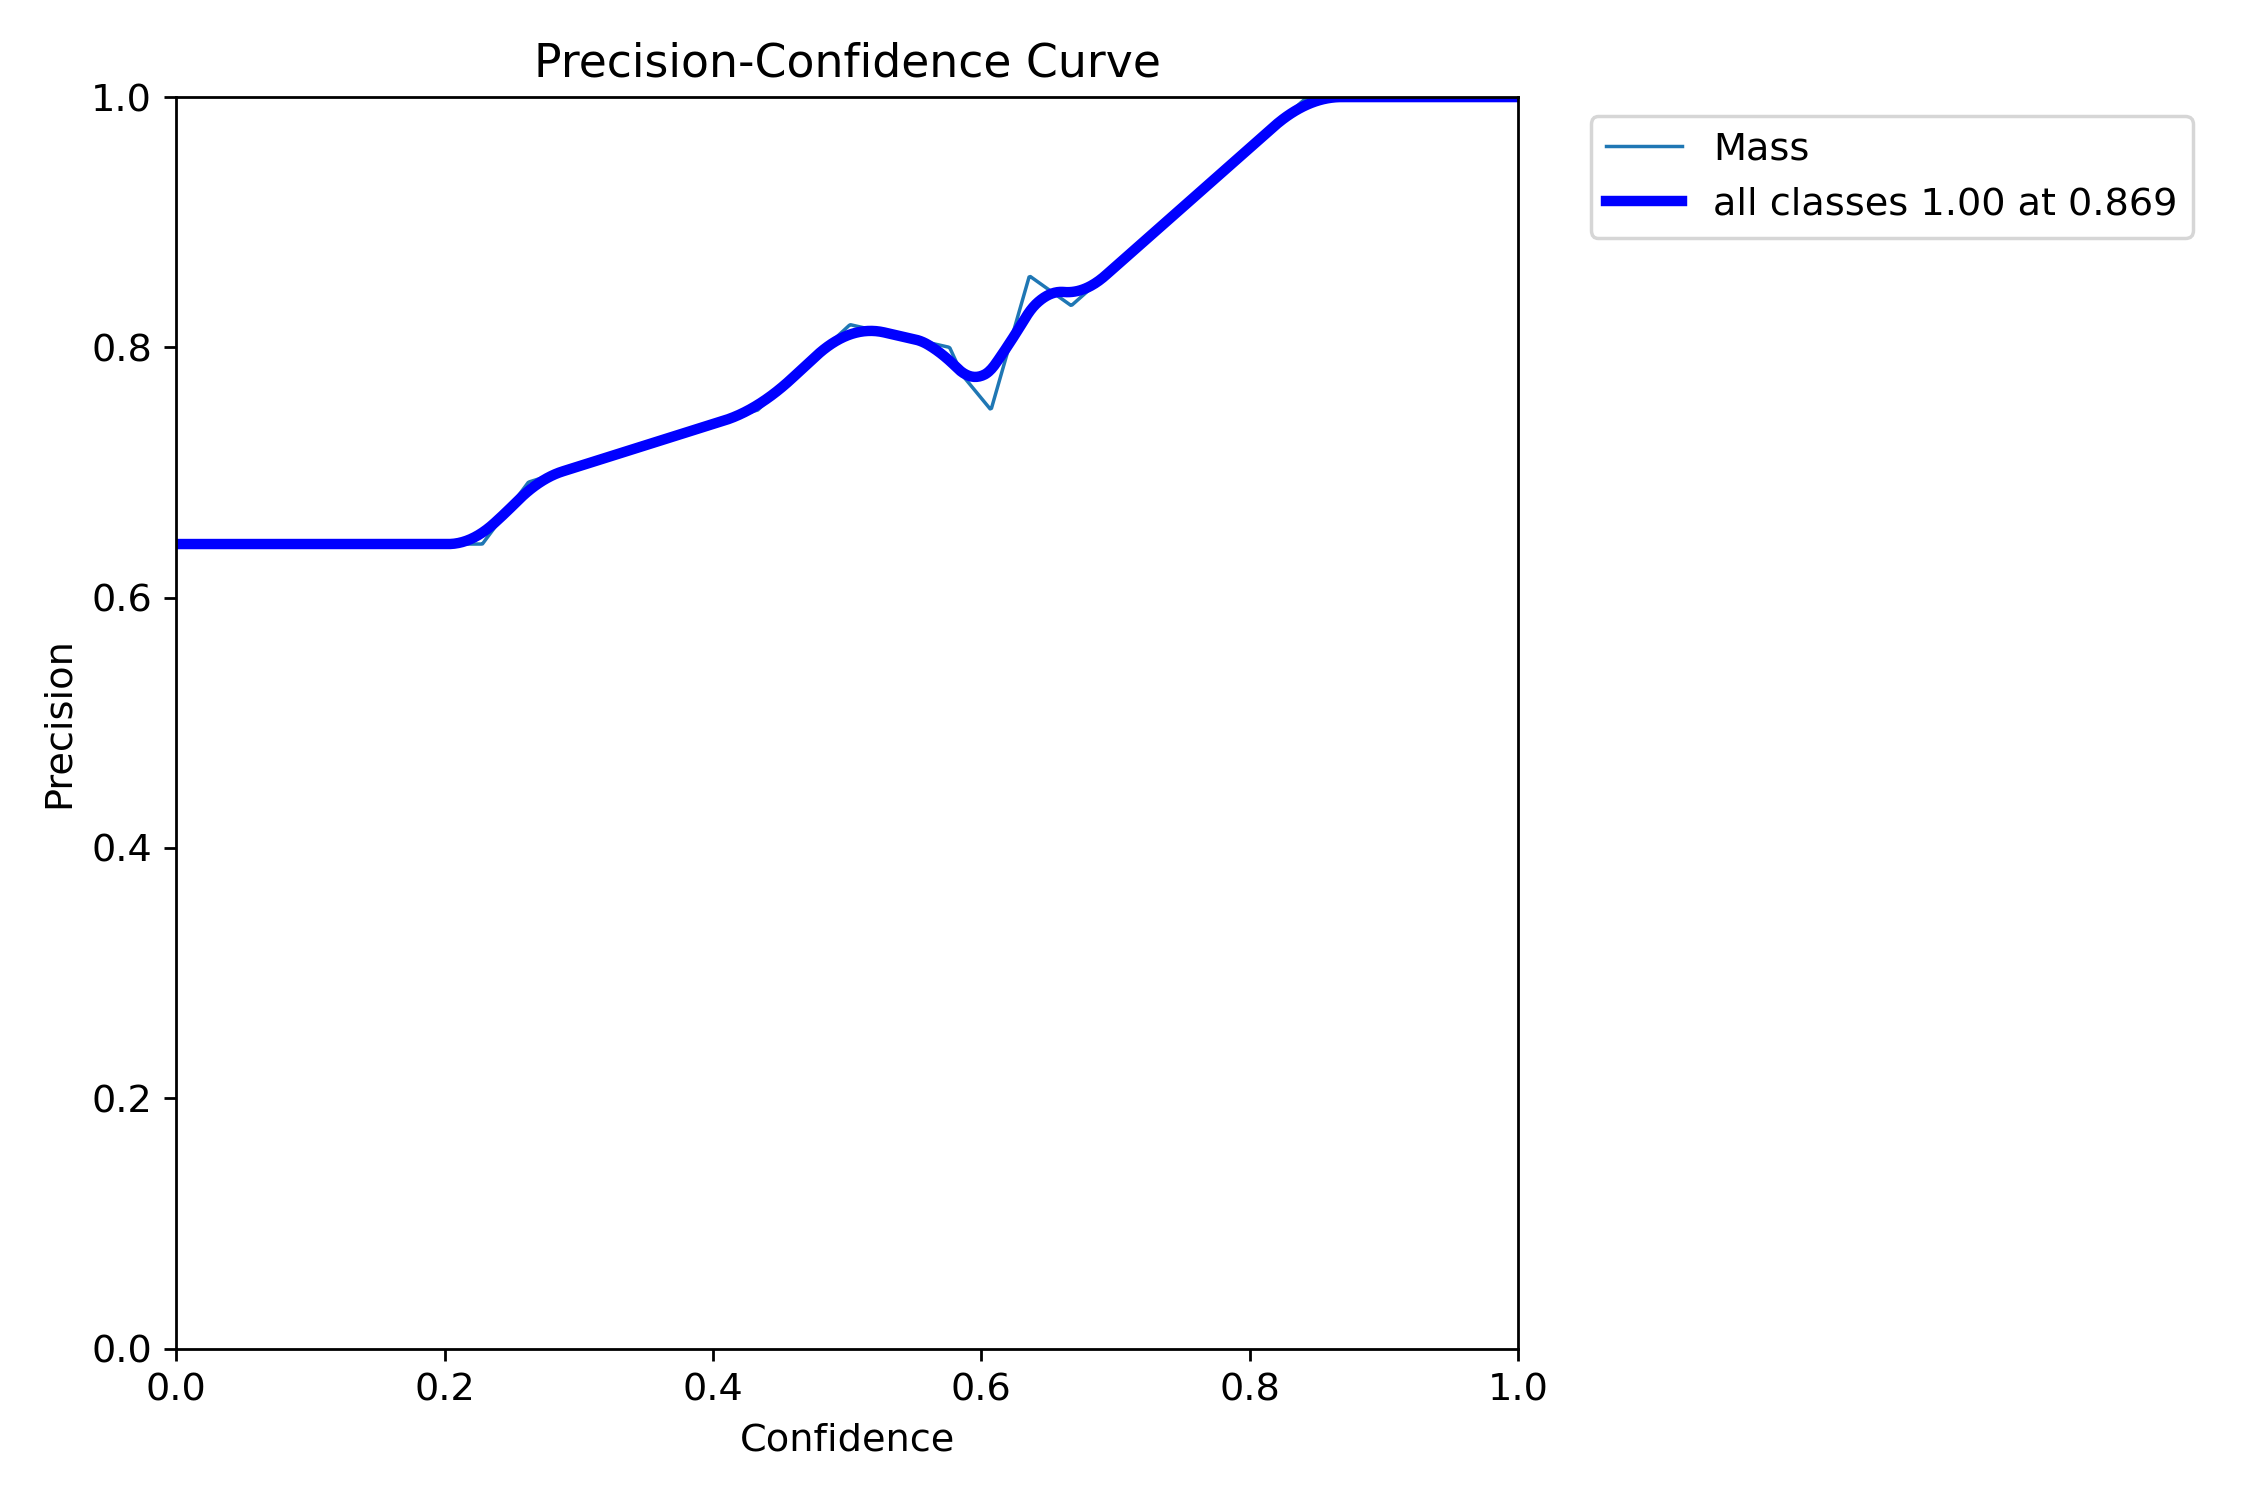 Precision-Confidence Curve
1.0
0.8
0.6
0.4
0.2
0.0
Precision
0.0 0.2 0.4 0.6 0.8 1.0
Confidence
Mass
all classes 1.00 at 0.869